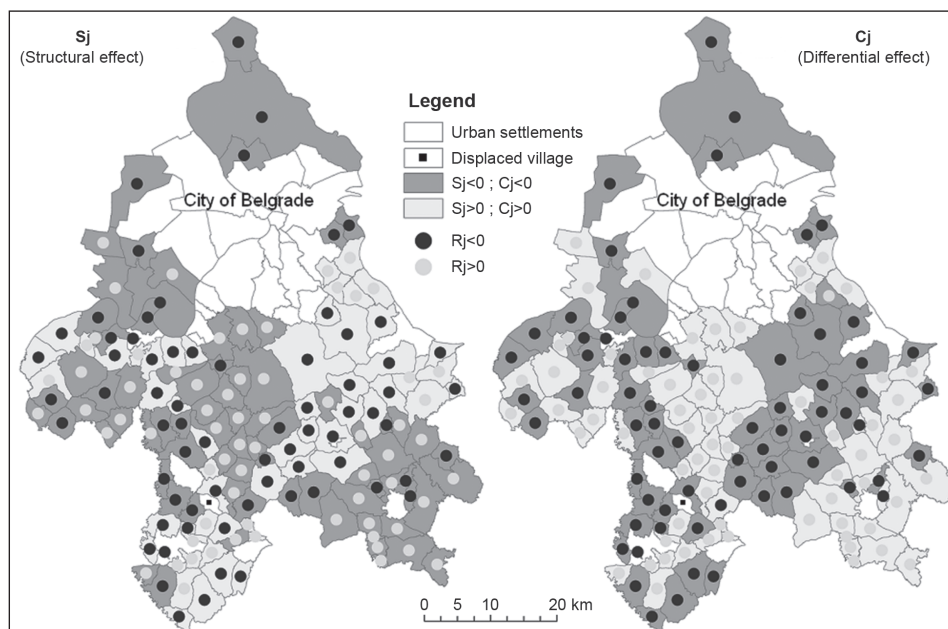 Sj
(Structural effect)
Cj
(Differential effect)
Legend
Urban settlements
Displaced village
Sj<0 ; Cj<0
Sj>0 ; Cj>0
Rj<0
Rj>0
City of Belgrade
City of Belgrade
0 5 10 20 km